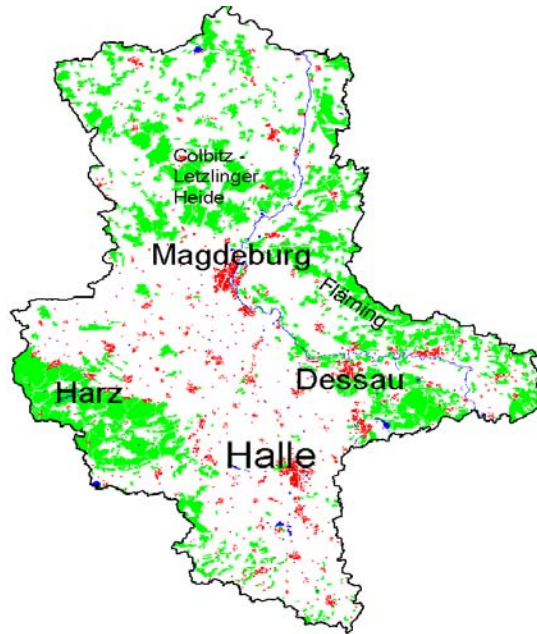 Colbitz -
Letzlinger
Heide
Magdeburg
Fläming
Harz
Dessau
Halle